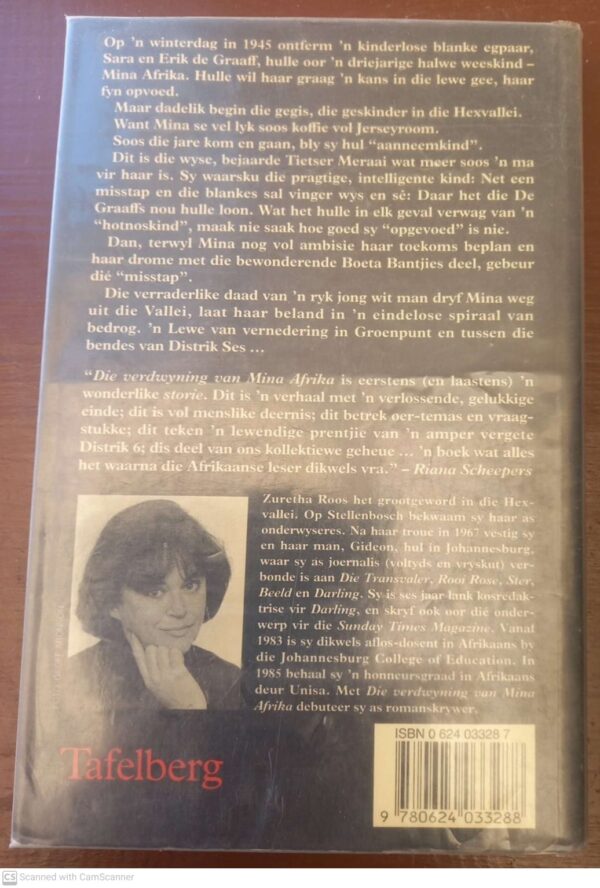 Op 'n winterdag in 1945 ontferm 'n kinderlose blanke egpaar,
Sara en Erik de Graaff, hulle oor 'n driejarige halwe weeskind –
Mina Afrika. Hulle wil haar graag 'n kans in die lewe gee, haar
fyn opvoed.
Maar dadelik begin die gegis, die geskinder in die Hexvallei.
Want Mina se vel lyk soos koffie vol Jerseyroom.
Soos die jare kom en gaan, bly sy hul "aanneemkind".
Dit is die wyse, bejaarde Tietser Meraai wat meer soos 'n ma
vir haar is. Sy waarsku die pragtige, intelligente kind: Net een
misstap en die blankes sal vinger wys en sê: Daar het die De
Graaffs nou hulle loon. Wat het hulle in elk geval verwag van 'n
"hotnoskind", maak nie saak hoe goed sy "opgevoed" is nie.
Dan, terwyl Mina nog vol ambisie haar toekoms beplan en
haar drome met die bewonderende Boeta Bantjies deel, gebeur
dié "misstap".
Die verraderlike daad van 'n ryk jong wit man dryf Mina weg
uit die Vallei, laat haar beland in 'n eindelose spiraal van
bedrog. 'n Lewe van vernedering in Groenpunt en tussen die
bendes van Distrik Ses ...
"Die verdwyning van Mina Afrika is eerstens (en laastens) 'n
wonderlike storie. Dit is 'n verhaal met 'n verlossende, gelukkige
einde; dit is vol menslike deernis; dit betrek oer-temas en vraag-
stukke; dit teken 'n lewendige prentjie van 'n amper vergete
Distrik 6; dis deel van ons kollektiewe geheue ... 'n boek wat alles
het waarna die Afrikaanse leser dikwels vra." – Riana Scheepers
Zuretha Roos het grootgeword in die Hex-
vallei. Op Stellenbosch bekwaam sy haar as
onderwyseres. Na haar troue in 1967 vestig sy
en haar man, Gideon, hul in Johannesburg,
waar sy as joernalis (voltyds en vryskut) ver-
bonde is aan Die Transvaler, Rooi Rose, Ster,
Beeld en Darling. Sy is ses jaar lank kosredak-
trise vir Darling, en skryf ook oor dié onder-
werp vir die Sunday Times Magazine. Vanaf
1983 is sy dikwels aflos-dosent in Afrikaans by
die Johannesburg College of Education. In
1985 behaal sy 'n honneursgraad in Afrikaans
deur Unisa. Met Die verdwyning van Mina
Afrika debuteer sy as romanskrywer.
Tafelberg
ISBN 0 624 03328 7
9 780624 033288
CS Scanned with CamScanner